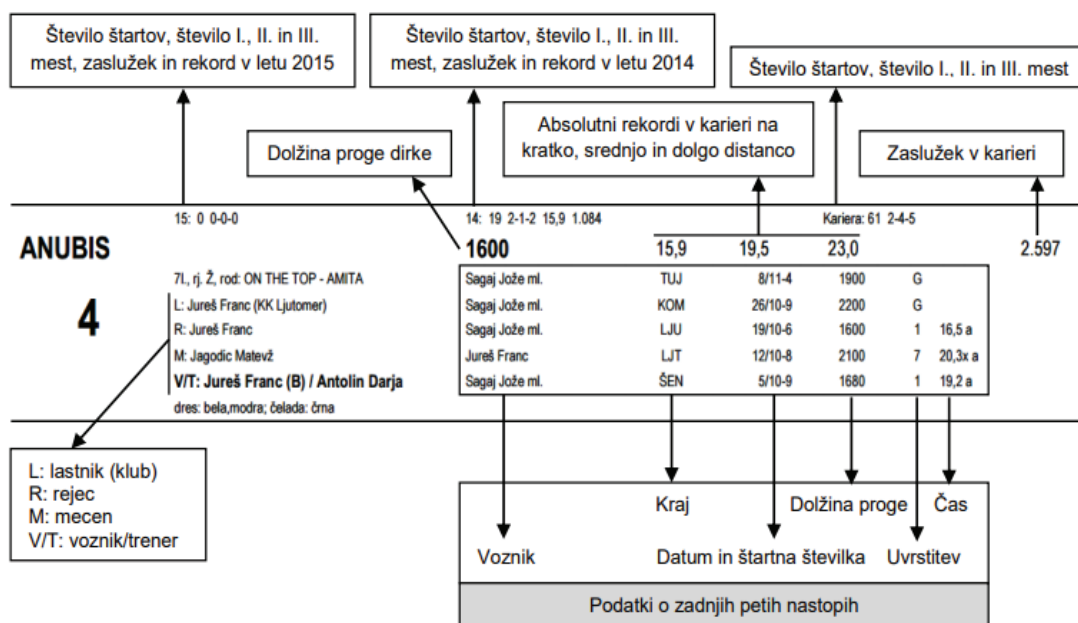 Število štartov, število I., II. in III.
mest, zaslužek in rekord v letu 2015
Število štartov, število I., II. in III.
mest, zaslužek in rekord v letu 2014
Število štartov, število I., II. in III. mest
Dolžina proge dirke
Absolutni rekordi v karieri na
kratko, srednjo in dolgo distanco
Zaslužek v karieri
15: 0 0-0-0
14: 19 2-1-2 15,9 1.084
Kariera: 61 2-4-5
ANUBIS
1600 15,9 19,5 23,0 2.597
4
7l., rj. Ž, rod: ON THE TOP - AMITA
L: Jureš Franc (KK Ljutomer)
R: Jureš Franc
M: Jagodic Matevž
V/T: Jureš Franc (B) / Antolin Darja
dres: bela,modra; čelada: črna
Sagaj Jože ml. TUJ 8/11-4 1900 G
Sagaj Jože ml. KOM 26/10-9 2200 G
Sagaj Jože ml. LJU 19/10-6 1600 1 16,5 a
Jureš Franc LJT 12/10-8 2100 7 20,3x a
Sagaj Jože ml. ŠEN 5/10-9 1680 1 19,2 a
L: lastnik (klub)
R: rejec
M: mecen
V/T: voznik/trener
Kraj Dolžina proge Čas
Voznik Datum in štartna številka Uvrstitev
Podatki o zadnjih petih nastopih